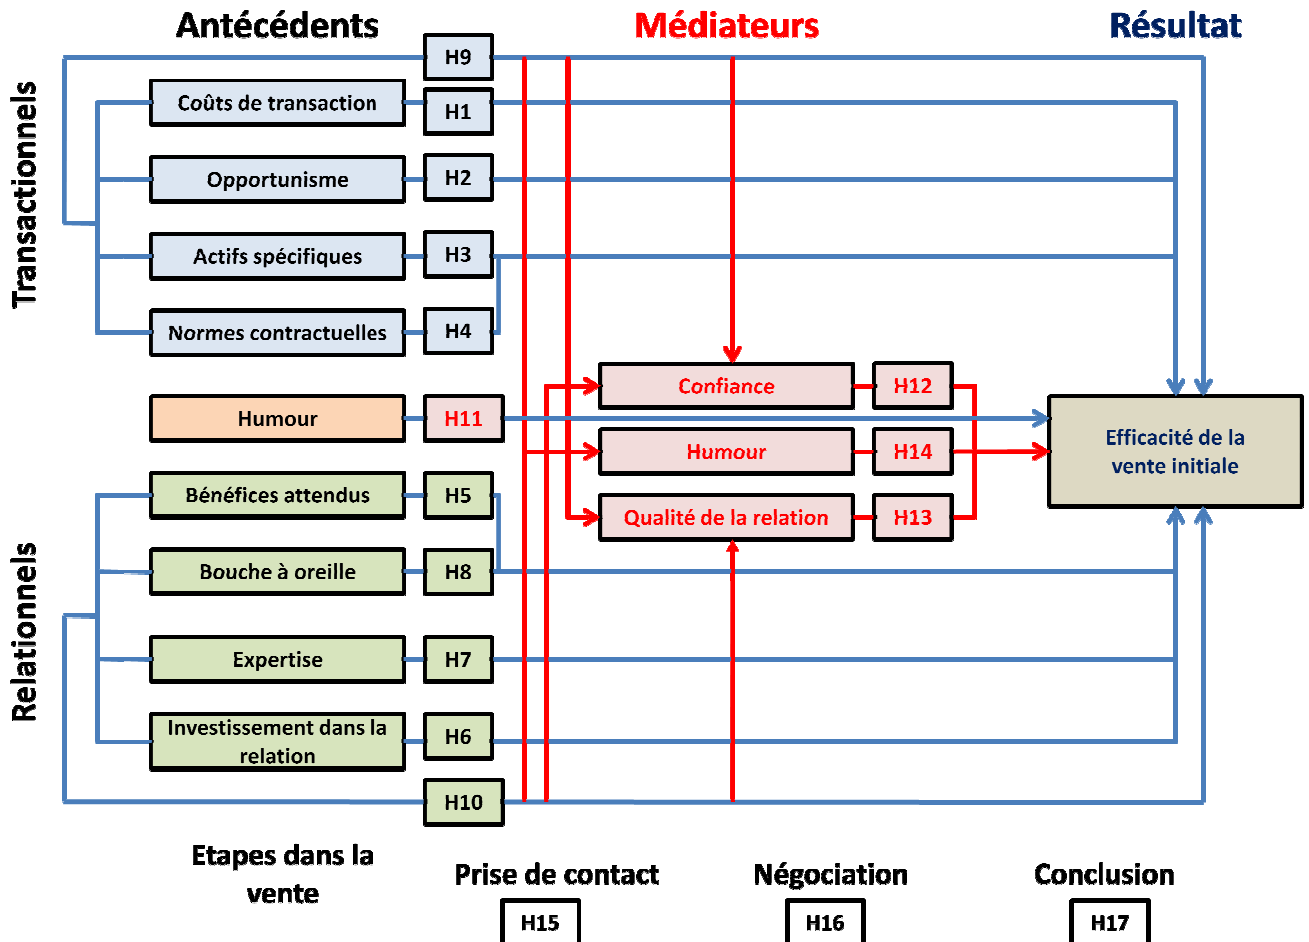 Antécédents
Médiateurs
Résultat
Transactionnels
H9
Coûts de transaction
H1
Opportunisme
H2
Actifs spécifiques
H3
Normes contractuelles
H4
Confiance
H12
Humour
H11
Humour
H14
Efficacité de la
vente initiale
Relationnels
Bénéfices attendus
H5
Qualité de la relation
H13
Bouche à oreille
H8
Expertise
H7
Investissement dans la
relation
H6
H10
Etapes dans la
vente
Prise de contact
Négociation
Conclusion
H15
H16
H17